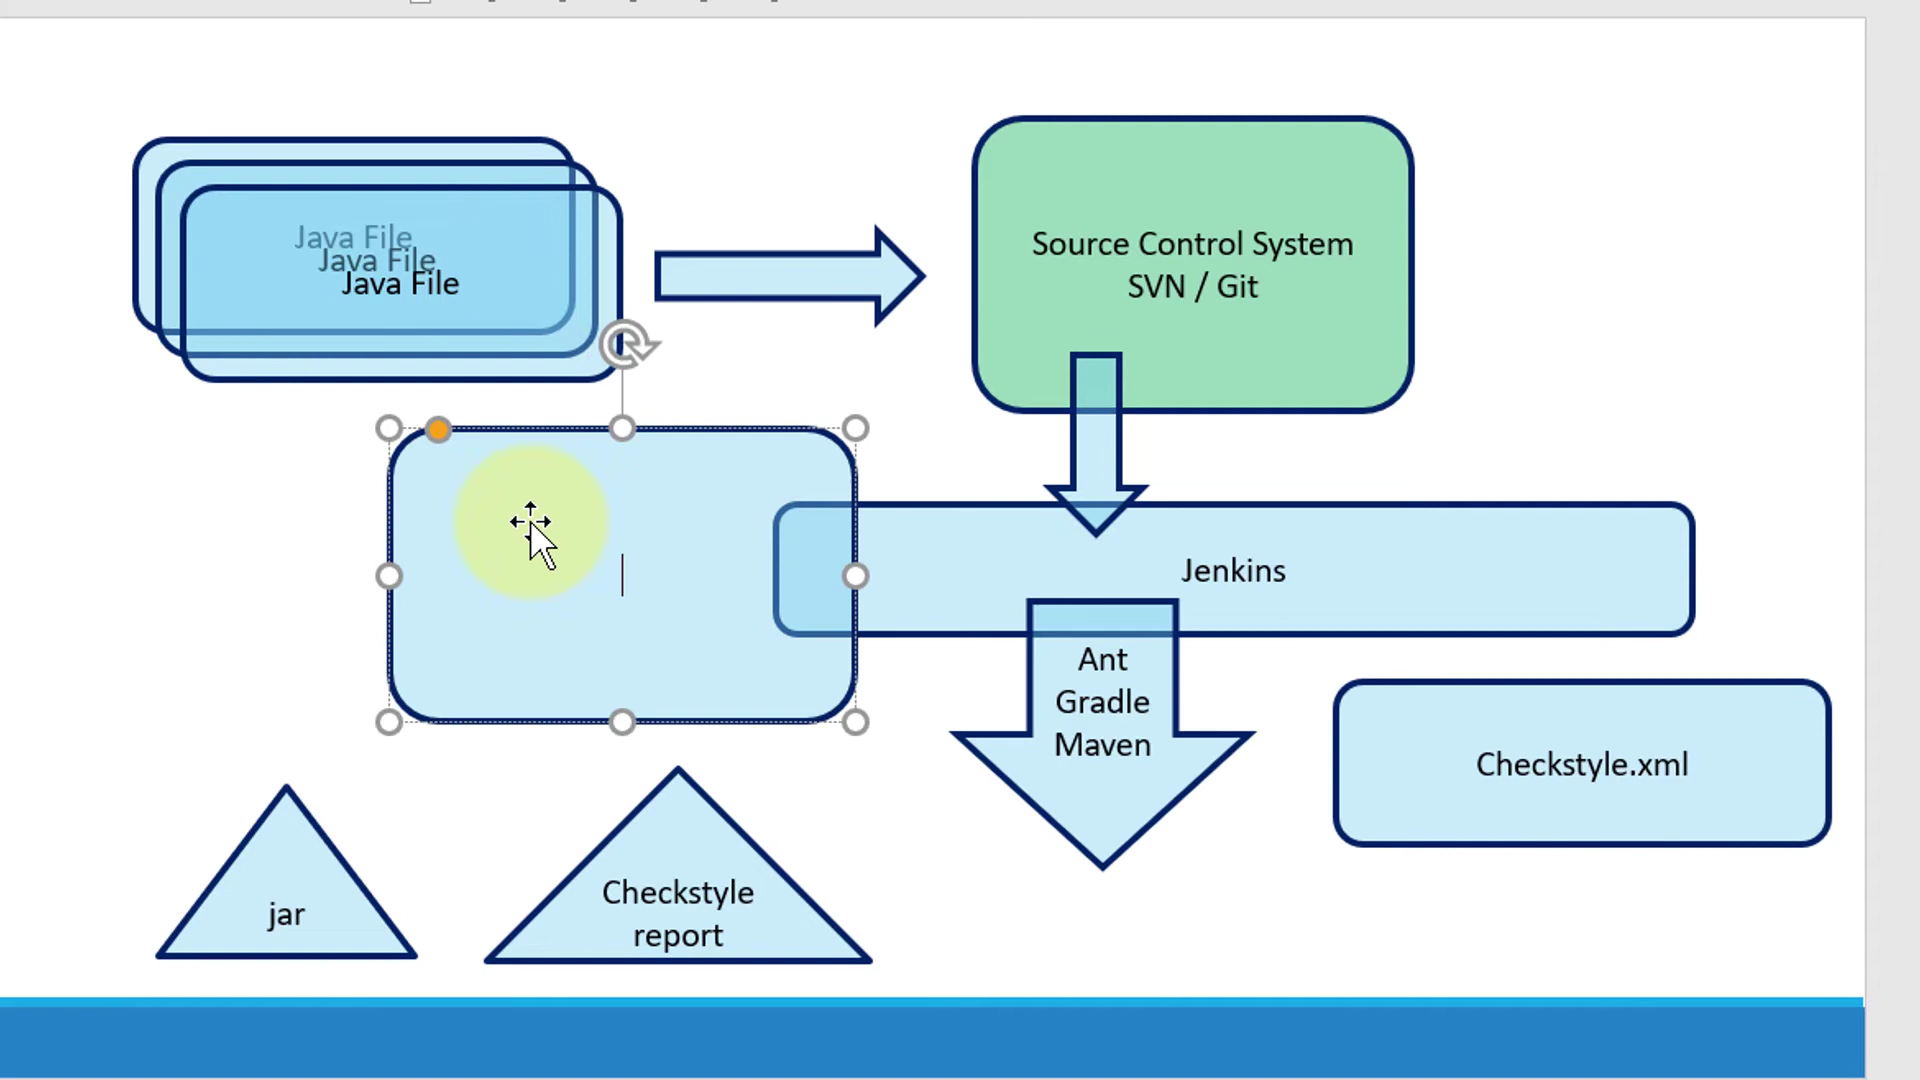 Java File
Java File
Java File
Source Control System
SVN / Git
Jenkins
Ant
Gradle
Maven
Checkstyle.xml
jar
Checkstyle
report